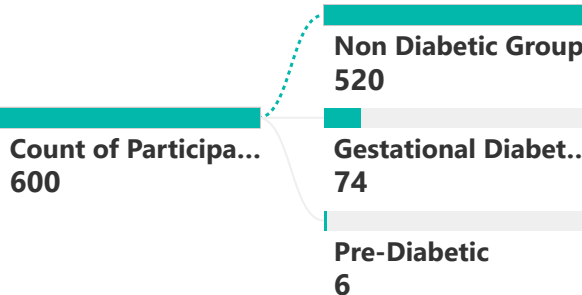 Non Diabetic Group
520
Count of Participa...
600
Gestational Diabet...
74
Pre-Diabetic
6